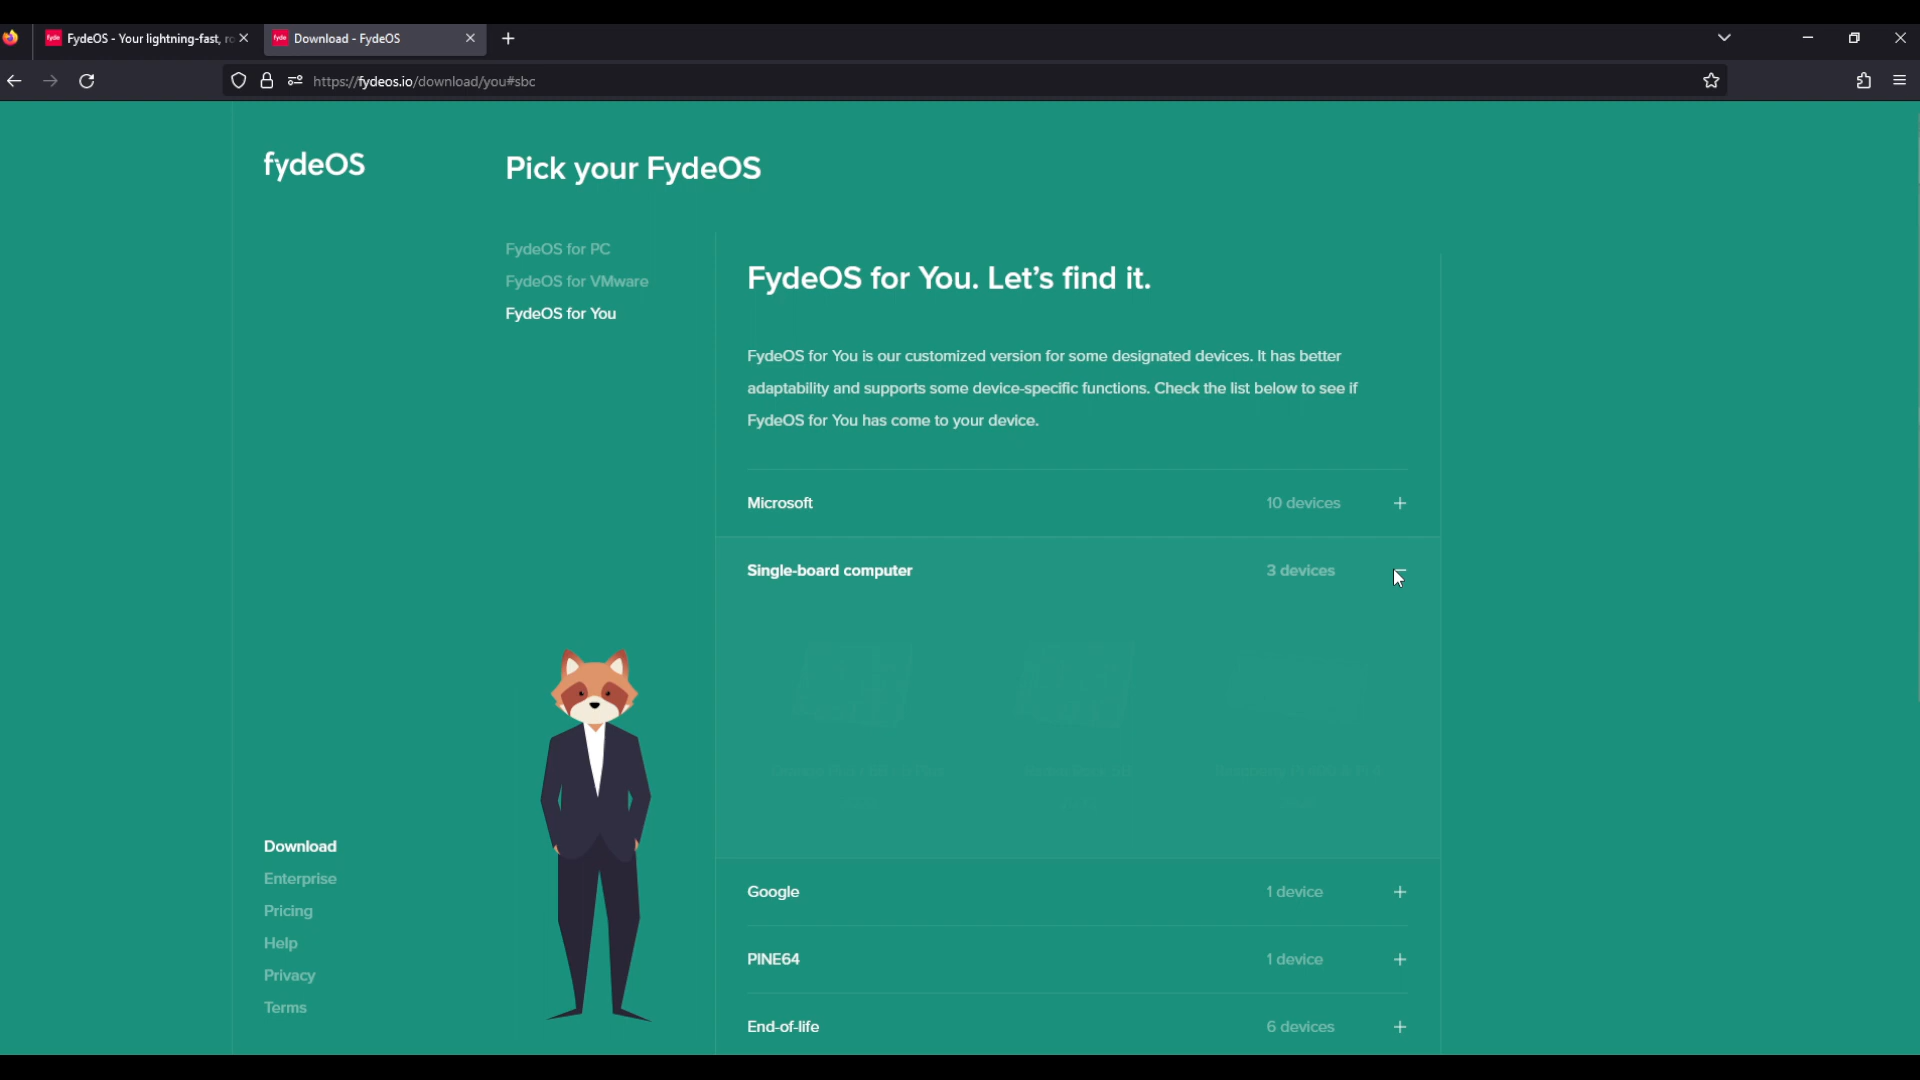 FydeOS - Your lightning-fast, ro
Download - FydeOS
https://fydeos.io/download/you#sbc
fydeOS
Pick your FydeOS
FydeOS for PC
FydeOS for VMware
FydeOS for You
FydeOS for You. Let's find it.
FydeOS for You is our customized version for some designated devices. It has better
adaptability and supports some device-specific functions. Check the list below to see if
FydeOS for You has come to your device.
Microsoft 10 devices +
Single-board computer 3 devices −
Google 1 device +
PINE64 1 device +
End-of-life 6 devices +
Download
Enterprise
Pricing
Help
Privacy
Terms